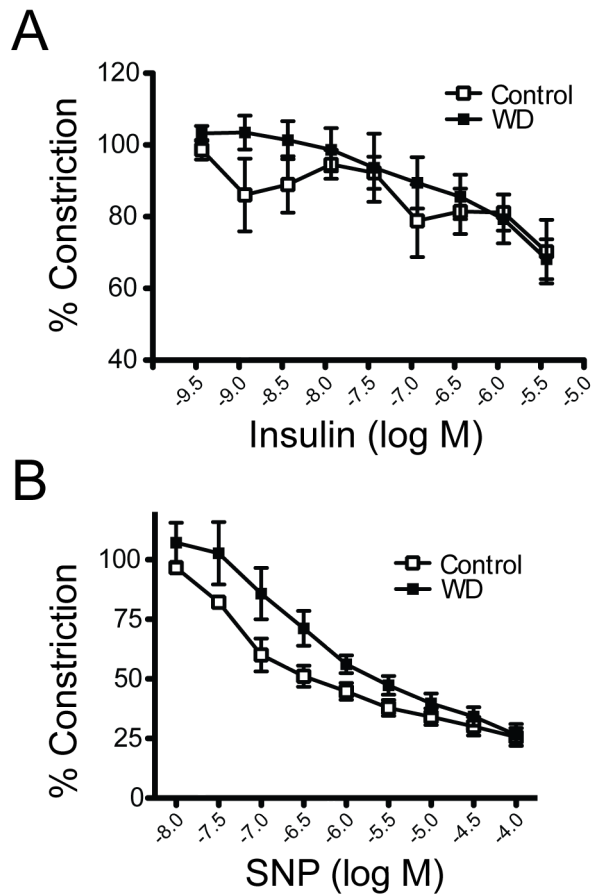 A
% Constriction
120
100
80
60
40
Control
WD
-9.5 -9.0 -8.5 -8.0 -7.5 -7.0 -6.5 -6.0 -5.5 -5.0
Insulin (log M)
B
% Constriction
100
75
50
25
0
Control
WD
-8.0 -7.5 -7.0 -6.5 -6.0 -5.5 -5.0 -4.5 -4.0
SNP (log M)